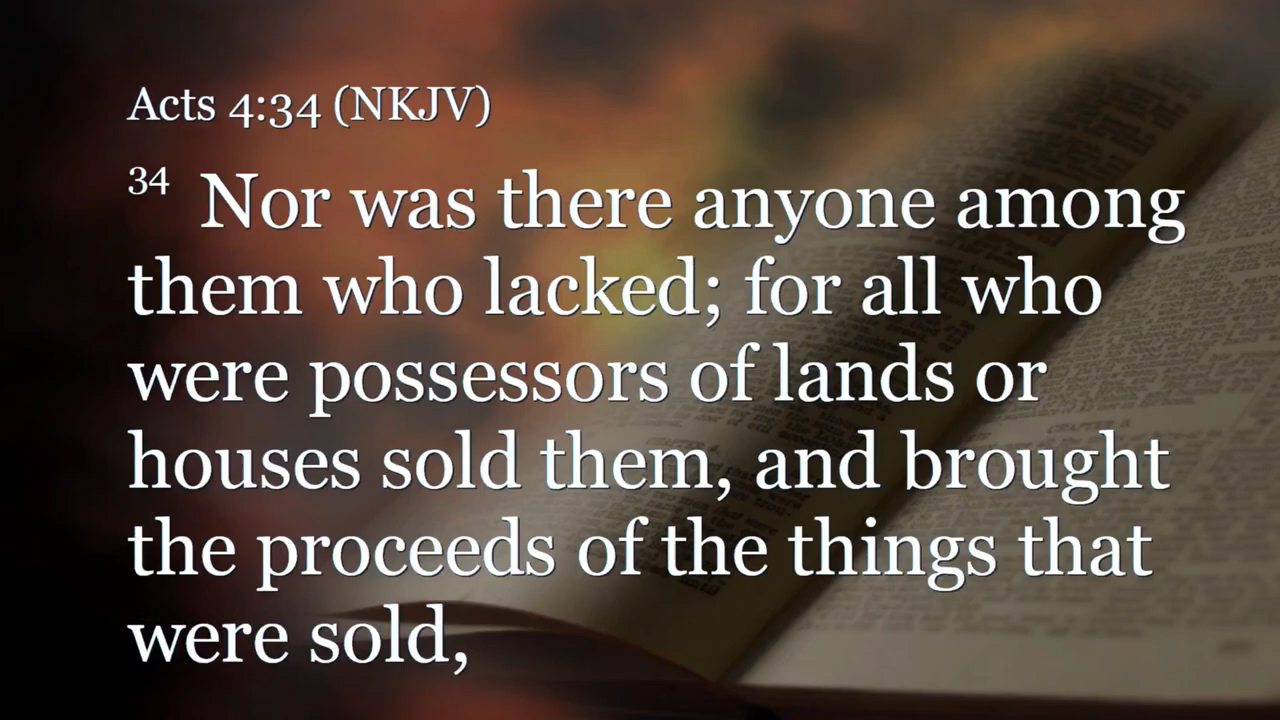 Acts 4:34 (NKJV)
34 Nor was there anyone among
them who lacked; for all who
were possessors of lands or
houses sold them, and brought
the proceeds of the things that
were sold,